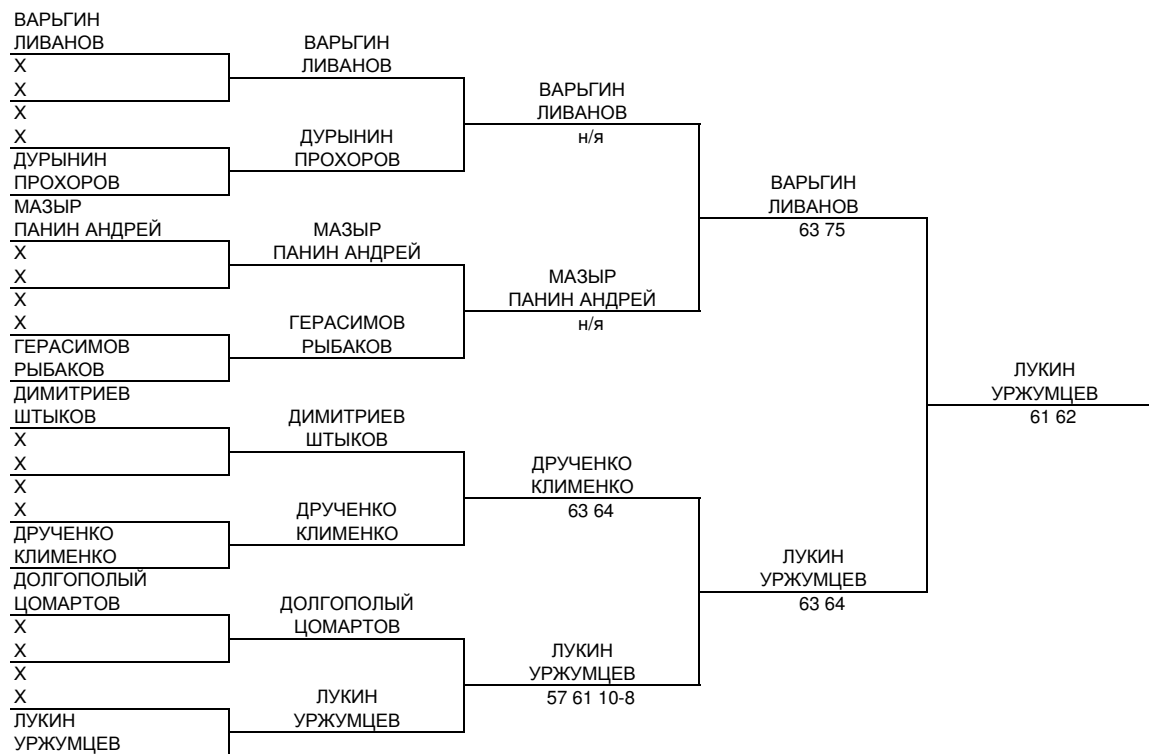 ВАРЬГИН
ЛИВАНОВ
X
X
X
X
ДУРЫНИН
ПРОХОРОВ
МАЗЫР
ПАНИН АНДРЕЙ
X
X
X
X
ГЕРАСИМОВ
РЫБАКОВ
ДИМИТРИЕВ
ШТЫКОВ
X
X
X
X
ДРУЧЕНКО
КЛИМЕНКО
ДОЛГОПОЛЫЙ
ЦОМАРТОВ
X
X
X
X
ЛУКИН
УРЖУМЦЕВ
ВАРЬГИН
ЛИВАНОВ
ДУРЫНИН
ПРОХОРОВ
МАЗЫР
ПАНИН АНДРЕЙ
ГЕРАСИМОВ
РЫБАКОВ
ДИМИТРИЕВ
ШТЫКОВ
ДРУЧЕНКО
КЛИМЕНКО
ДОЛГОПОЛЫЙ
ЦОМАРТОВ
ЛУКИН
УРЖУМЦЕВ
ВАРЬГИН
ЛИВАНОВ
н/я
МАЗЫР
ПАНИН АНДРЕЙ
н/я
ДРУЧЕНКО
КЛИМЕНКО
63 64
ЛУКИН
УРЖУМЦЕВ
57 61 10-8
ВАРЬГИН
ЛИВАНОВ
63 75
ЛУКИН
УРЖУМЦЕВ
63 64
ЛУКИН
УРЖУМЦЕВ
61 62